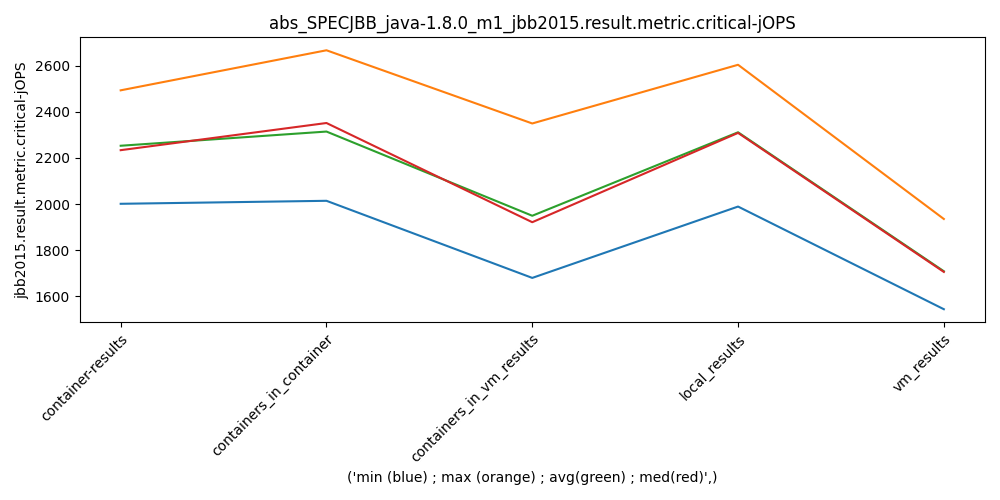 abs_SPECJBB_java-1.8.0_m1_jbb2015.result.metric.critical-jOPS
jbb2015.result.metric.critical-jOPS
2600
2400
2200
2000
1800
1600
container-results
containers_in_container
containers_in_vm_results
local_results
vm_results
('min (blue) ; max (orange) ; avg(green) ; med(red)',)